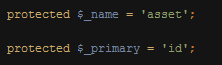 protected $_name = 'asset';
protected $_primary = 'id';